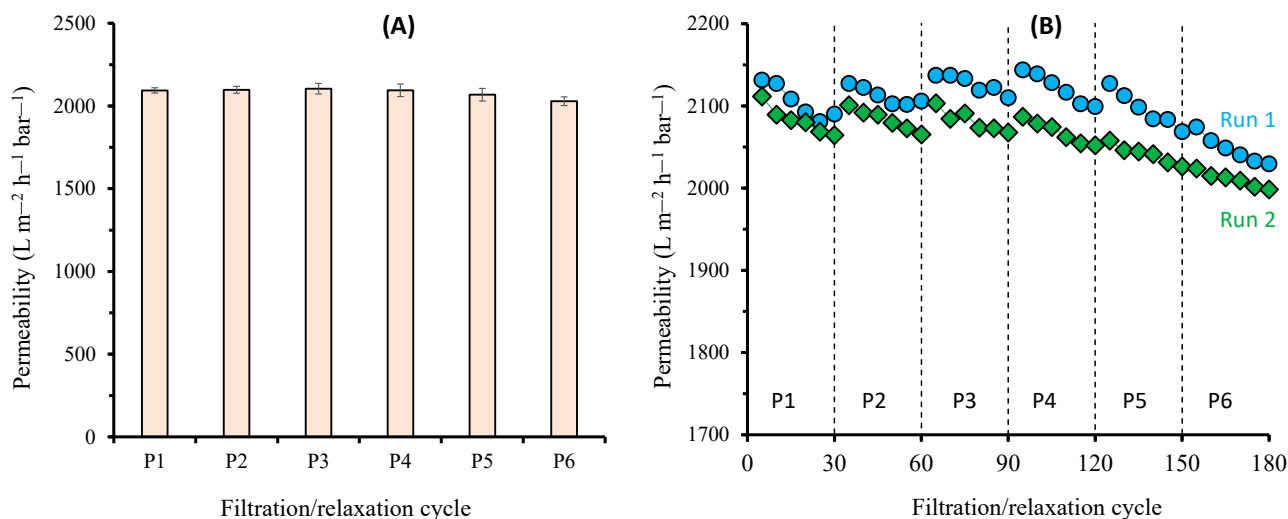 (A)
Permeability (L m—2 h—1 bar—1)
2500
2000
1500
1000
500
0
P1 P2 P3 P4 P5 P6
Filtration/relaxation cycle
(B)
Permeability (L m—2 h—1 bar—1)
2200
2100
2000
1900
1800
1700
Run 1
Run 2
P1 P2 P3 P4 P5 P6
0 30 60 90 120 150 180
Filtration/relaxation cycle